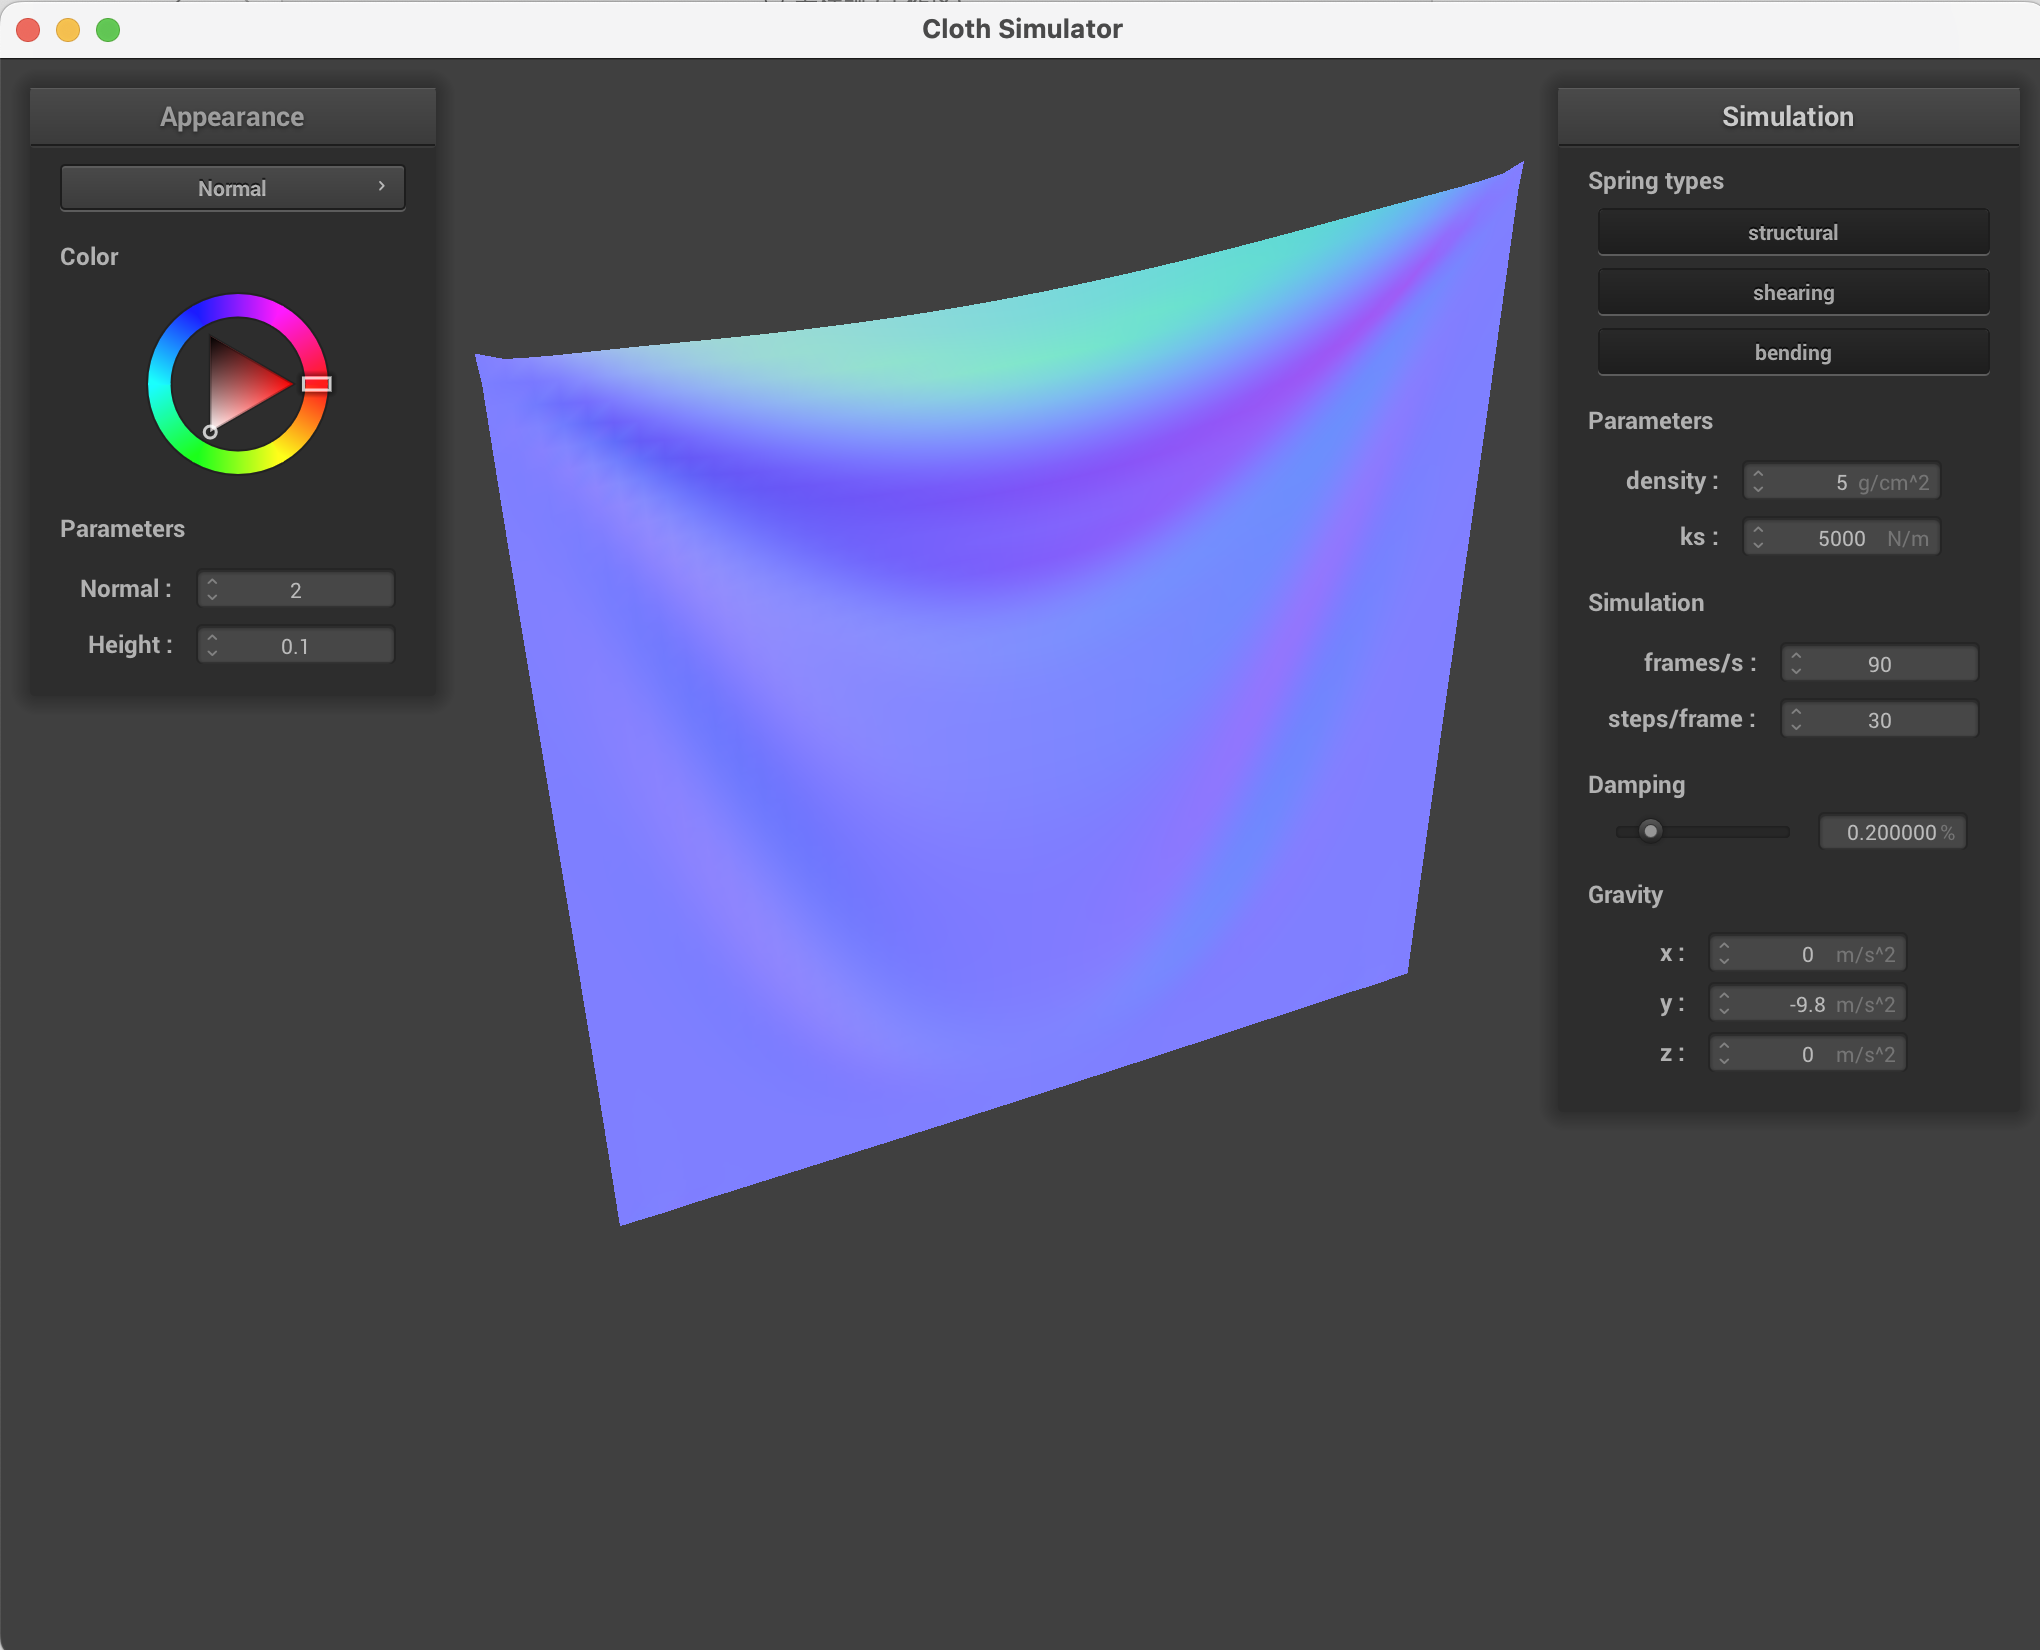 Cloth Simulator
Appearance
Normal
Color
Parameters
Normal :
2
Height :
0.1
Simulation
Spring types
structural
shearing
bending
Parameters
density :
5 g/cm^2
ks :
5000 N/m
Simulation
frames/s :
90
steps/frame :
30
Damping
0.200000 %
Gravity
x :
0 m/s^2
y :
-9.8 m/s^2
z :
0 m/s^2